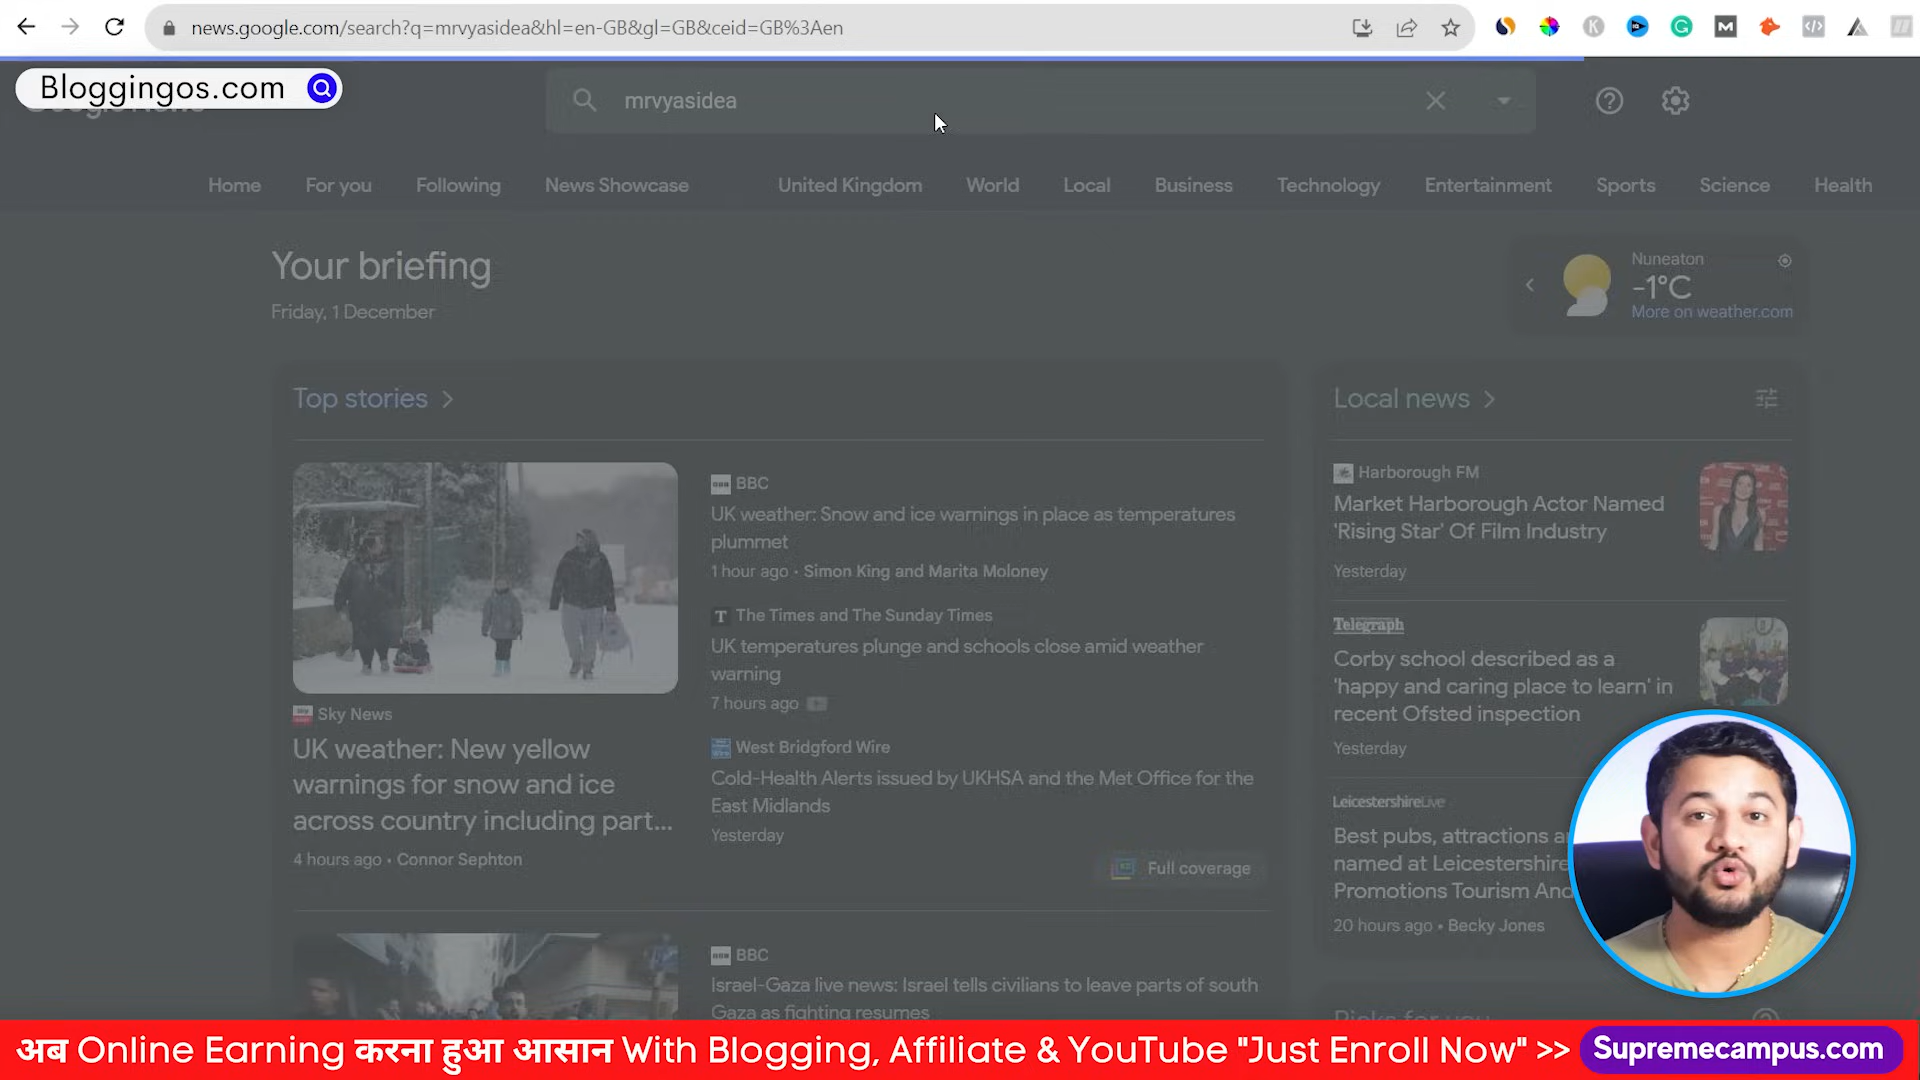 news.google.com/search?q=mrvyasidea&hl=en-GB&gl=GB&ceid=GB%3Aen
Bloggingos.com
mrvyasidea
Home
For you
Following
News Showcase
United Kingdom
World
Local
Business
Technology
Entertainment
Sports
Science
Health
Your briefing
Friday, 1 December
Nuneaton
-1°C
More on weather.com
Top stories
Sky News
UK weather: New yellow
warnings for snow and ice
across country including part...
4 hours ago • Connor Sephton
BBC
UK weather: Snow and ice warnings in place as temperatures
plummet
1 hour ago • Simon King and Marita Moloney
The Times and The Sunday Times
UK temperatures plunge and schools close amid weather
warning
7 hours ago
West Bridgford Wire
Cold-Health Alerts issued by UKHSA and the Met Office for the
East Midlands
Yesterday
Full coverage
BBC
Israel-Gaza live news: Israel tells civilians to leave parts of south
Gaza as fighting resumes
Local news
Harborough FM
Market Harborough Actor Named
'Rising Star' Of Film Industry
Yesterday
Telegraph
Corby school described as a
'happy and caring place to learn' in
recent Ofsted inspection
Yesterday
LeicestershireLive
Best pubs, attractions a
named at Leicestershire
Promotions Tourism And
20 hours ago • Becky Jones
Picks for you
अब Online Earning करना हुआ आसान With Blogging, Affiliate & YouTube "Just Enroll Now" >> Supremecampus.com